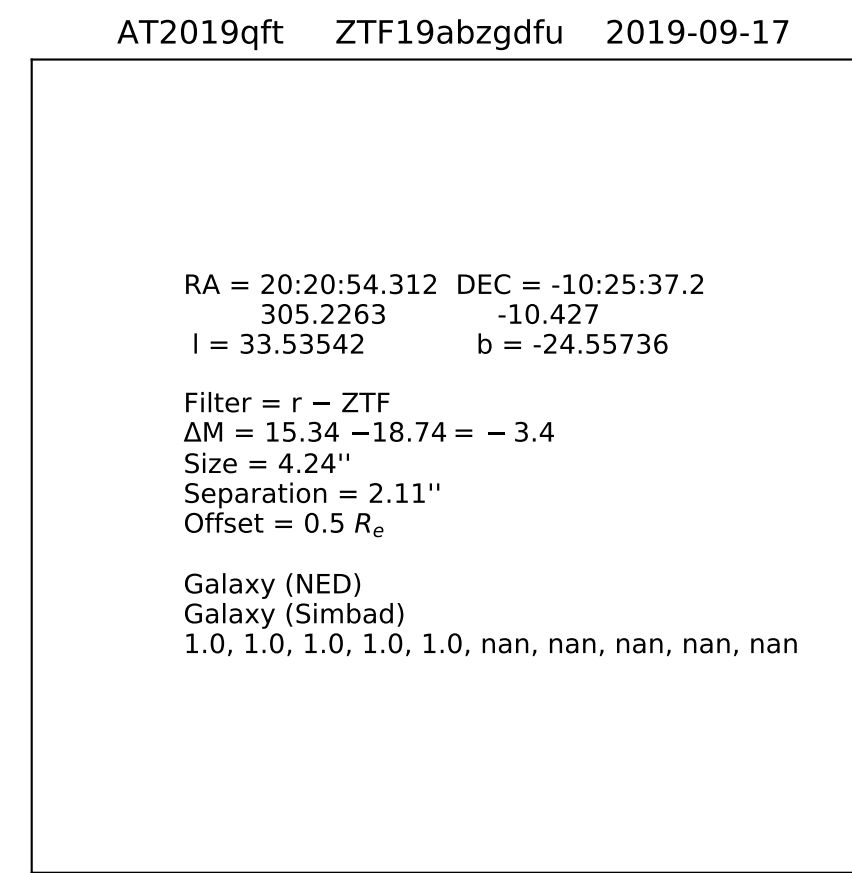 AT2019qft ZTF19abzgdfu 2019-09-17
RA = 20:20:54.312 DEC = -10:25:37.2
305.2263 -10.427
l = 33.53542 b = -24.55736
Filter = r − ZTF
ΔM = 15.34 −18.74 = − 3.4
Size = 4.24''
Separation = 2.11''
Offset = 0.5 Re
Galaxy (NED)
Galaxy (Simbad)
1.0, 1.0, 1.0, 1.0, 1.0, nan, nan, nan, nan, nan